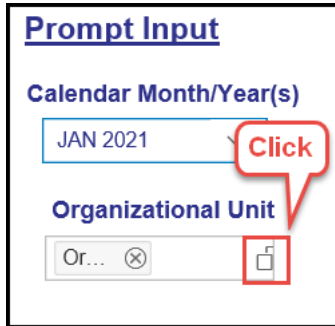 Prompt Input
Calendar Month/Year(s)
JAN 2021
Click
Organizational Unit
Or...